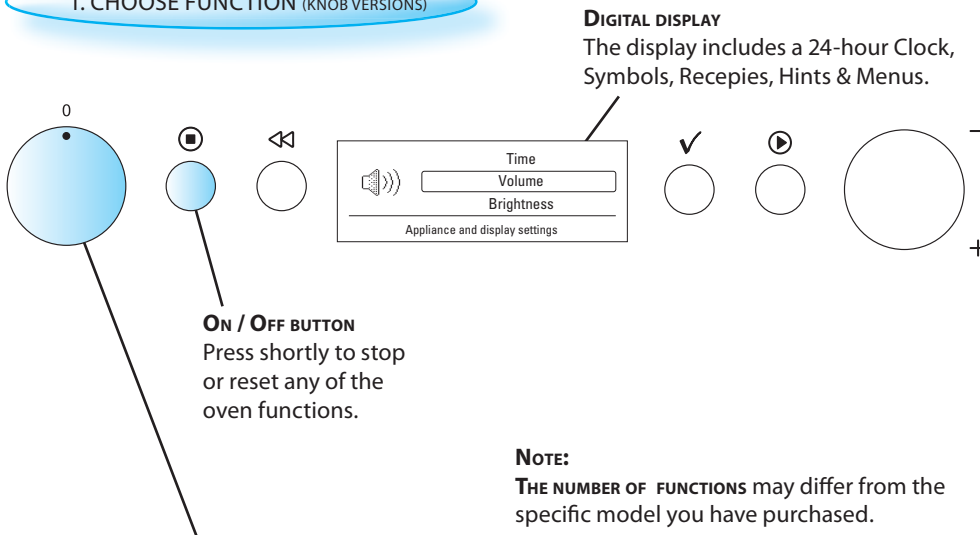 1. CHOOSE FUNCTION (KNOB VERSIONS)
DIGITAL DISPLAY
The display includes a 24-hour Clock,
Symbols, Recepies, Hints & Menus.
0
Time
Volume
Brightness
Appliance and display settings
–
+
ON / OFF BUTTON
Press shortly to stop
or reset any of the
oven functions.
NOTE:
THE NUMBER OF FUNCTIONS may differ from the
specific model you have purchased.